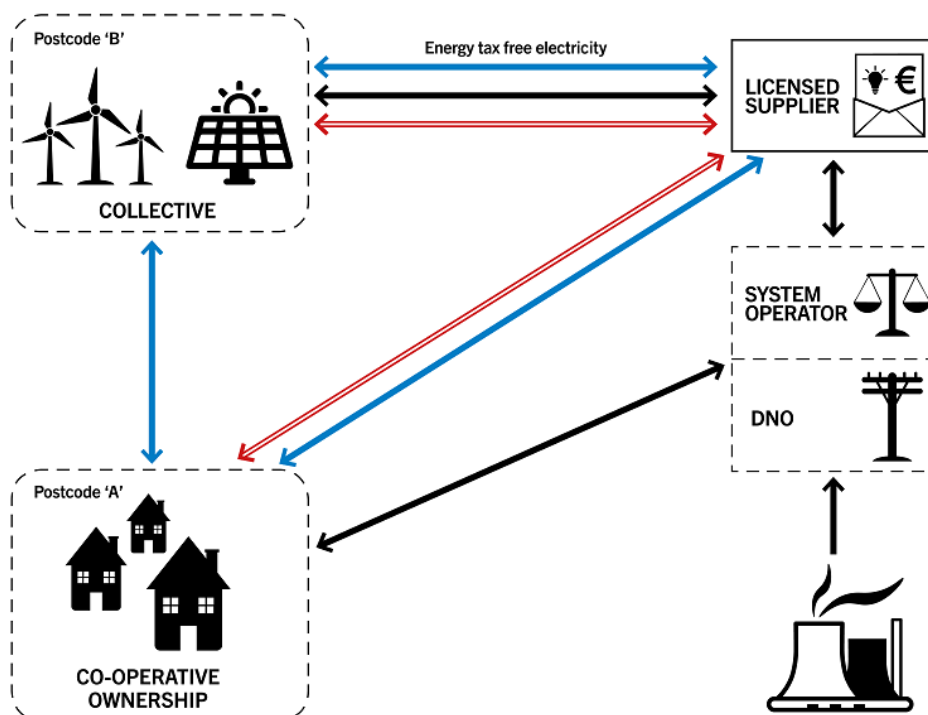 Postcode ‘B’
COLLECTIVE
Energy tax free electricity
LICENSED
SUPPLIER
€
SYSTEM
OPERATOR
DNO
Postcode ‘A’
CO-OPERATIVE
OWNERSHIP